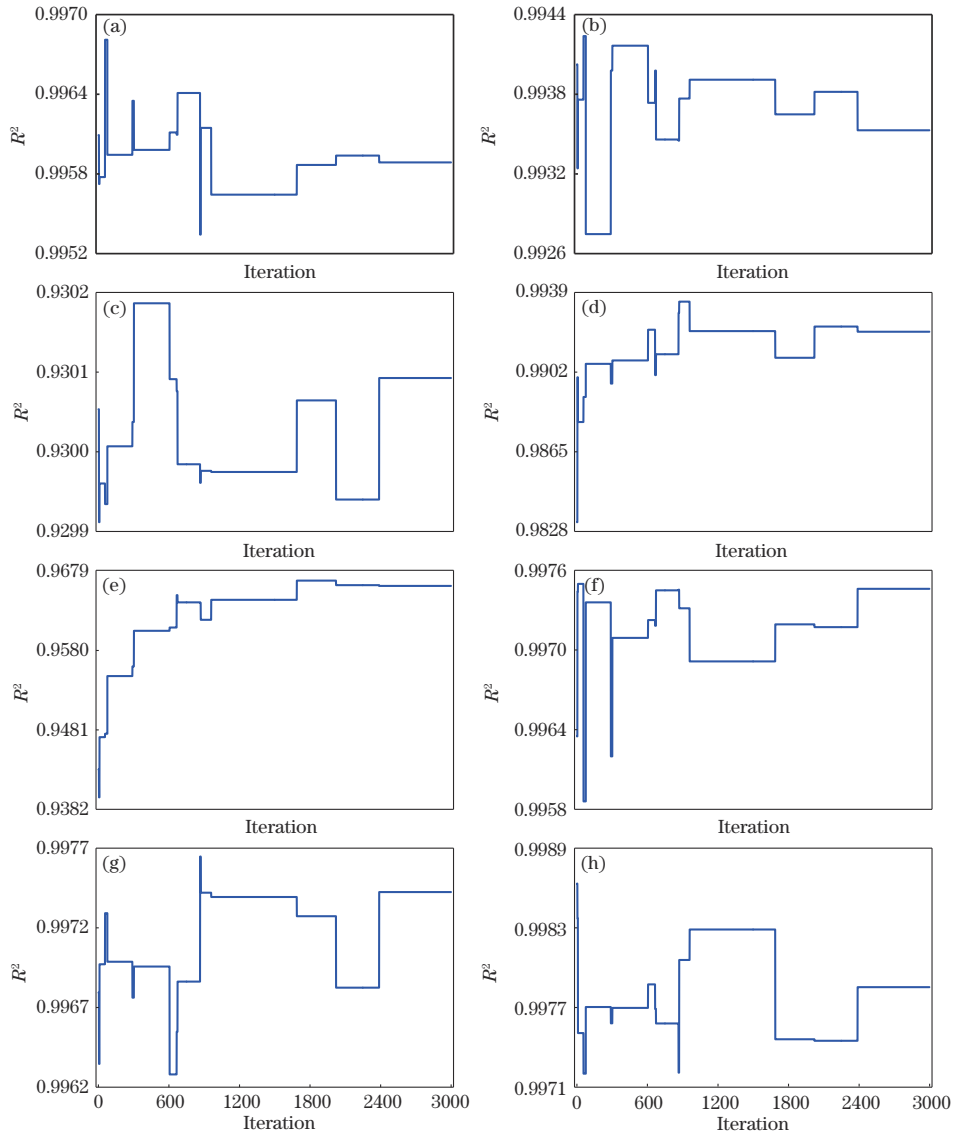 0.9970
(a)
0.9964
R²
0.9958
0.9952
Iteration
0.9944
(b)
0.9938
R²
0.9932
0.9926
Iteration
0.9302
(c)
0.9301
R²
0.9300
0.9299
Iteration
0.9939
(d)
0.9902
R²
0.9865
0.9828
Iteration
0.9679
(e)
0.9580
R²
0.9481
0.9382
Iteration
0.9976
(f)
0.9970
R²
0.9964
0.9958
Iteration
0.9977
(g)
0.9972
R²
0.9967
0.9962
0 600 1200 1800 2400 3000
Iteration
0.9989
(h)
0.9983
R²
0.9977
0.9971
0 600 1200 1800 2400 3000
Iteration